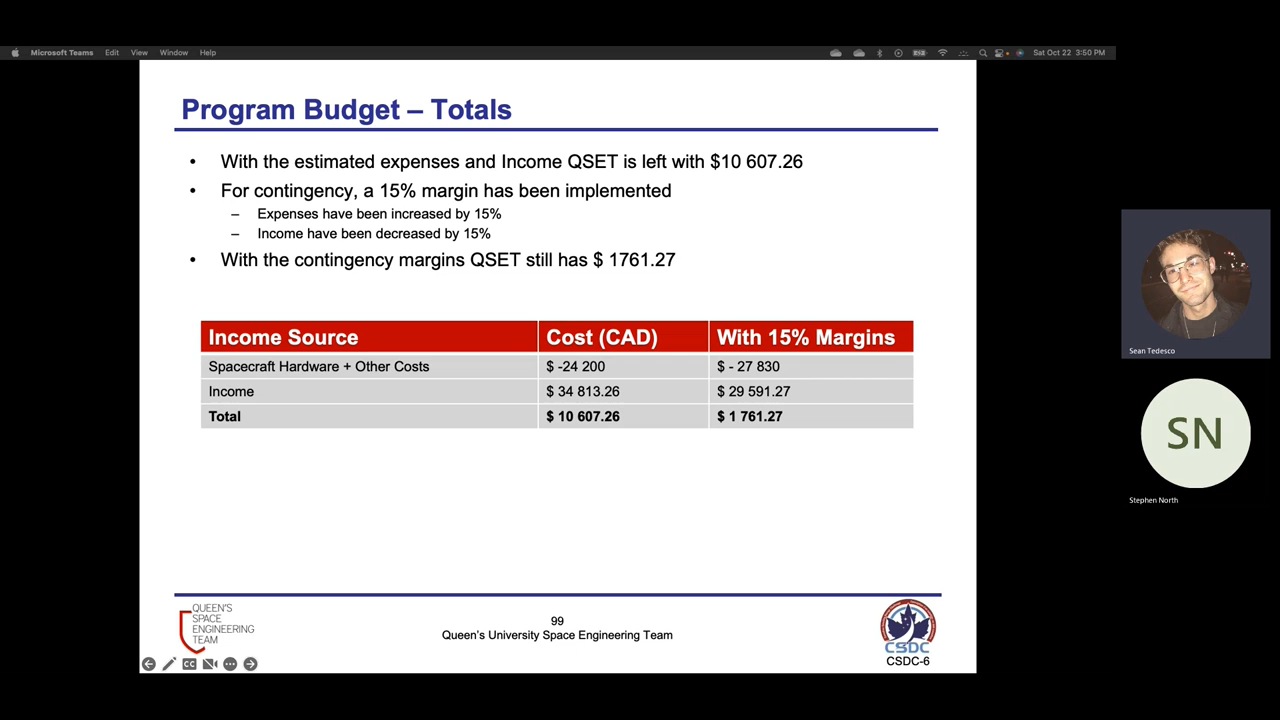 Microsoft Teams Edit View Window Help Sat Oct 22 3:50 PM
Program Budget – Totals
• With the estimated expenses and Income QSET is left with $10 607.26
• For contingency, a 15% margin has been implemented
– Expenses have been increased by 15%
– Income have been decreased by 15%
• With the contingency margins QSET still has $ 1761.27
Income Source Cost (CAD) With 15% Margins
Spacecraft Hardware + Other Costs $ -24 200 $ - 27 830
Income $ 34 813.26 $ 29 591.27
Total $ 10 607.26 $ 1 761.27
Sean Tedesco
SN
Stephen North
QUEEN'S
SPACE
ENGINEERING
TEAM
99
Queen's University Space Engineering Team
CSDC
CSDC-6
CC